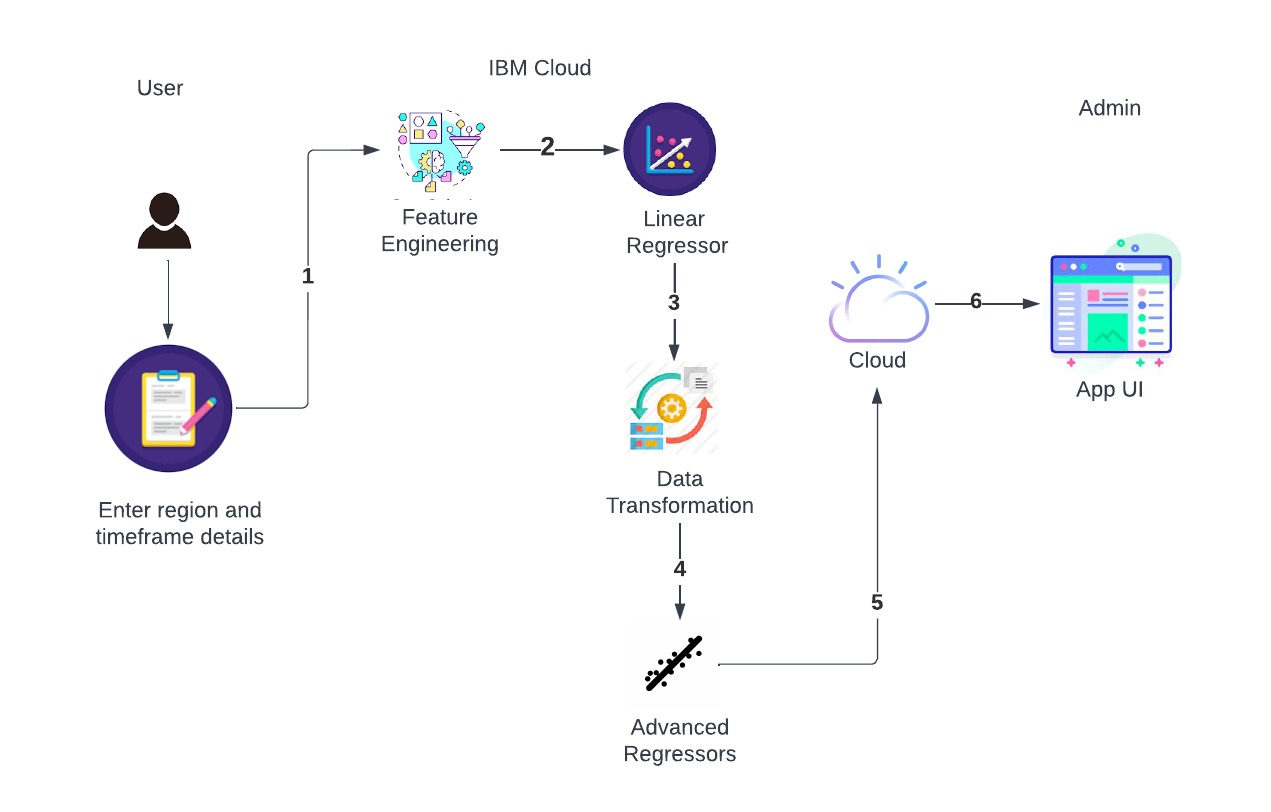 IBM Cloud
User
Admin
2
Feature
Engineering
Linear
Regressor
1
3
6
Cloud
App UI
Data
Transformation
Enter region and
timeframe details
4
5
Advanced
Regressors